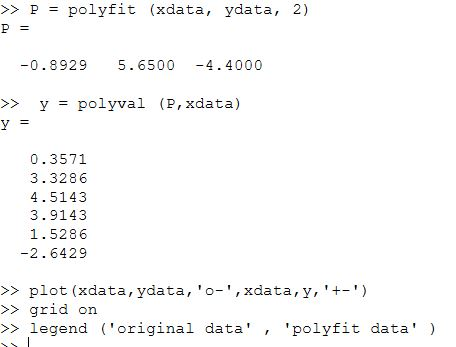 >> P = polyfit (xdata, ydata, 2)
P =
-0.8929 5.6500 -4.4000
>> y = polyval (P,xdata)
y =
0.3571
3.3286
4.5143
3.9143
1.5286
-2.6429
>> plot(xdata,ydata,'o-',xdata,y,'+-')
>> grid on
>> legend ('original data' , 'polyfit data' )
>>